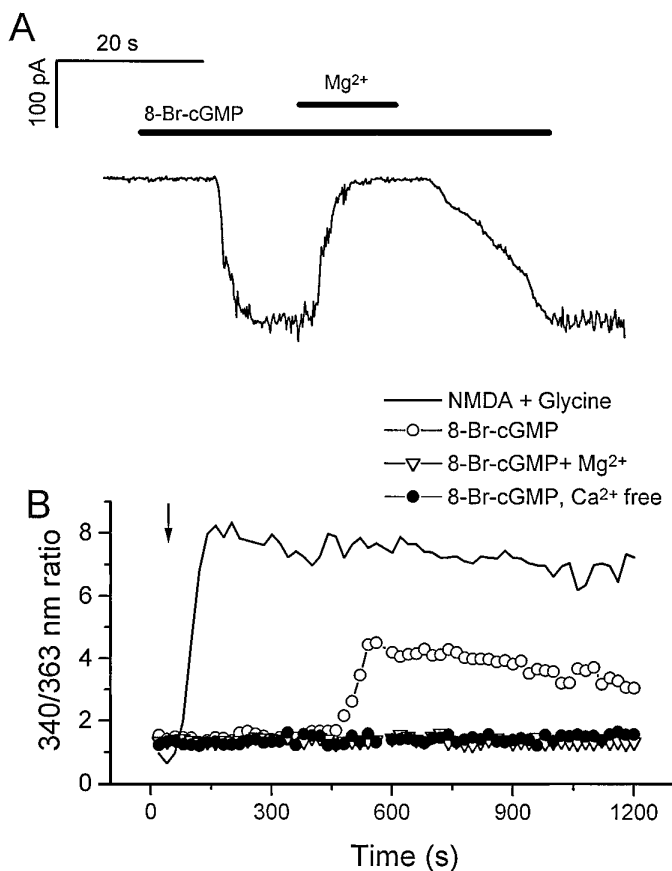 A
20 s
100 pA
Mg²⁺
8-Br-cGMP
NMDA + Glycine
8-Br-cGMP
8-Br-cGMP+ Mg²⁺
8-Br-cGMP, Ca²⁺ free
B
340/363 nm ratio
8
6
4
2
0
0 300 600 900 1200
Time (s)